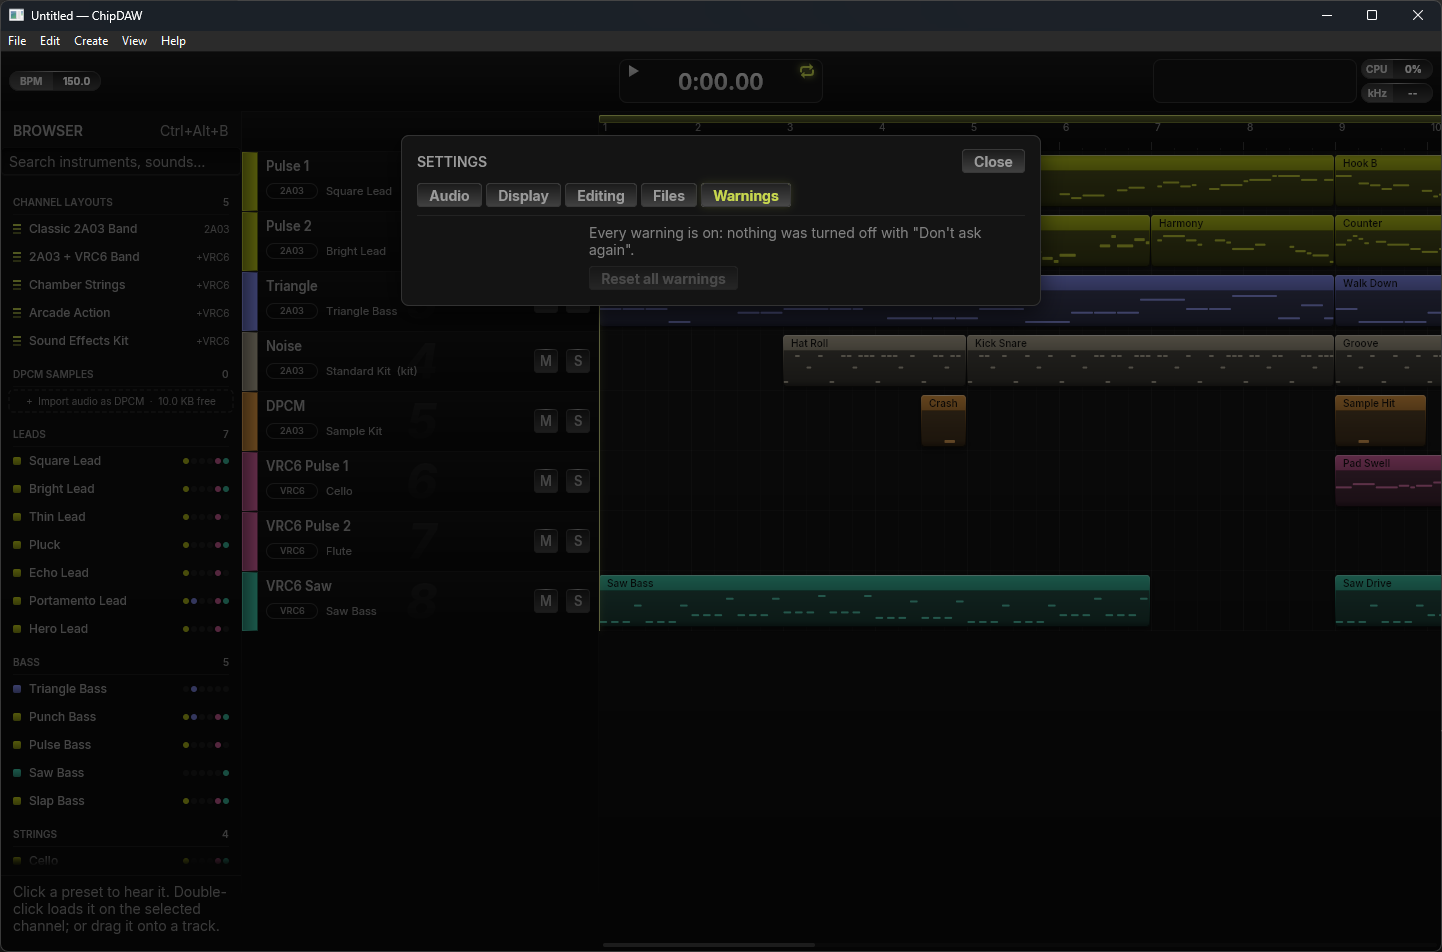 Untitled — ChipDAW
File Edit Create View Help
BPM 150.0
0:00.00
CPU 0%
kHz --
BROWSER Ctrl+Alt+B
Search instruments, sounds...
CHANNEL LAYOUTS 5
Classic 2A03 Band 2A03
2A03 + VRC6 Band +VRC6
Chamber Strings +VRC6
Arcade Action +VRC6
Sound Effects Kit +VRC6
DPCM SAMPLES 0
+ Import audio as DPCM · 10.0 KB free
LEADS 7
Square Lead
Bright Lead
Thin Lead
Pluck
Echo Lead
Portamento Lead
Hero Lead
BASS 5
Triangle Bass
Punch Bass
Pulse Bass
Saw Bass
Slap Bass
STRINGS 4
Cello
Click a preset to hear it. Double-
click loads it on the selected
channel; or drag it onto a track.
1 2 3 4 5 6 7 8 9 10
Pulse 1
2A03 Square Lead
Pulse 2
2A03 Bright Lead
Triangle
2A03 Triangle Bass
Noise
2A03 Standard Kit (kit)
4
M S
DPCM
2A03 Sample Kit
5
M S
VRC6 Pulse 1
VRC6 Cello
6
M S
VRC6 Pulse 2
VRC6 Flute
7
M S
VRC6 Saw
VRC6 Saw Bass
8
M S
SETTINGS
Close
Audio Display Editing Files Warnings
Every warning is on: nothing was turned off with "Don't ask
again".
Reset all warnings
Hook B
Harmony Counter
Walk Down
Hat Roll Kick Snare Groove
Crash Sample Hit
Pad Swell
Saw Bass Saw Drive